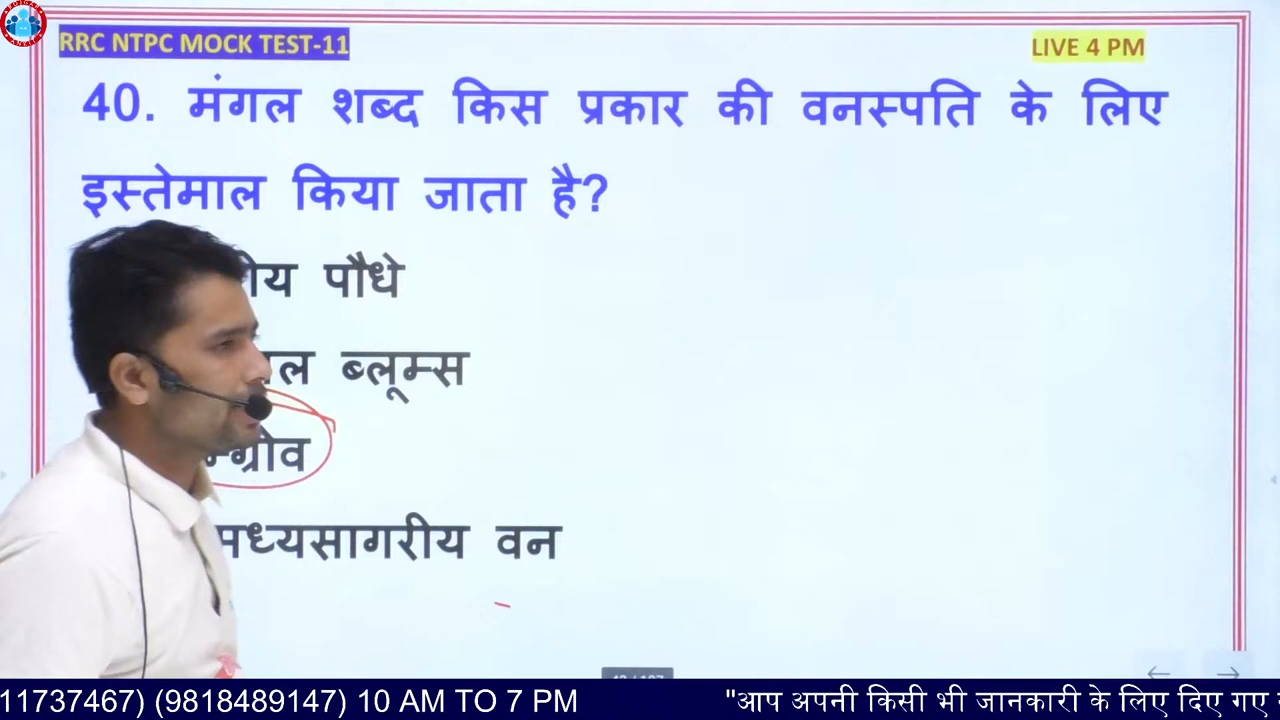 RRC NTPC MOCK TEST-11
LIVE 4 PM
40. मंगल शब्द किस प्रकार की वनस्पति के लिए
इस्तेमाल किया जाता है?
पौधे
ब्लूम्स
मध्यसागरीय वन
11737467) (9818489147) 10 AM TO 7 PM
"आप अपनी किसी भी जानकारी के लिए दिए गए